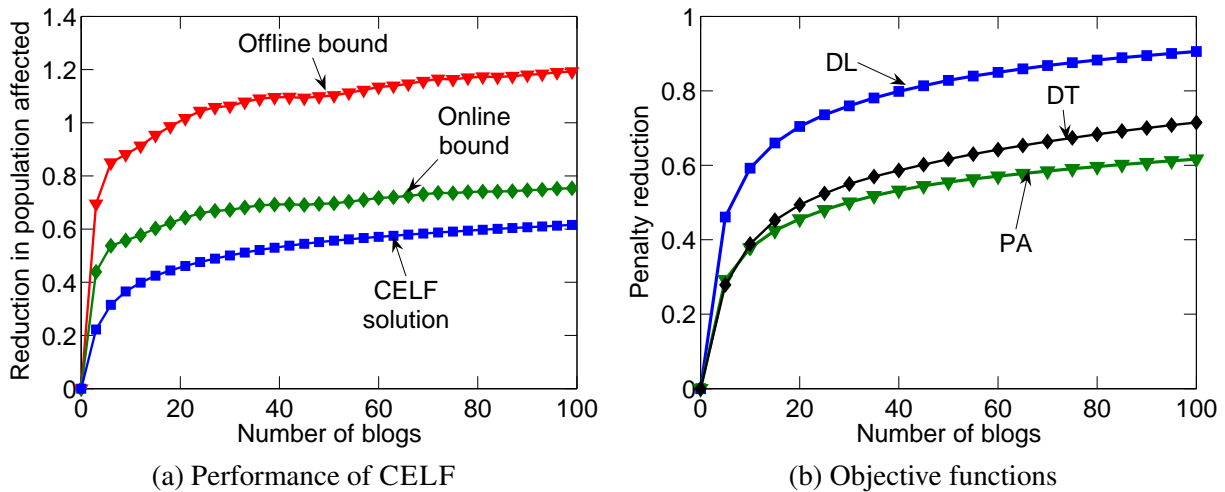 Reduction in population affected
1.4
1.2
1
0.8
0.6
0.4
0.2
0
Offline bound
Online
bound
CELF
solution
0 20 40 60 80 100
Number of blogs
(a) Performance of CELF
Penalty reduction
1
0.8
0.6
0.4
0.2
0
DL
DT
PA
0 20 40 60 80 100
Number of blogs
(b) Objective functions